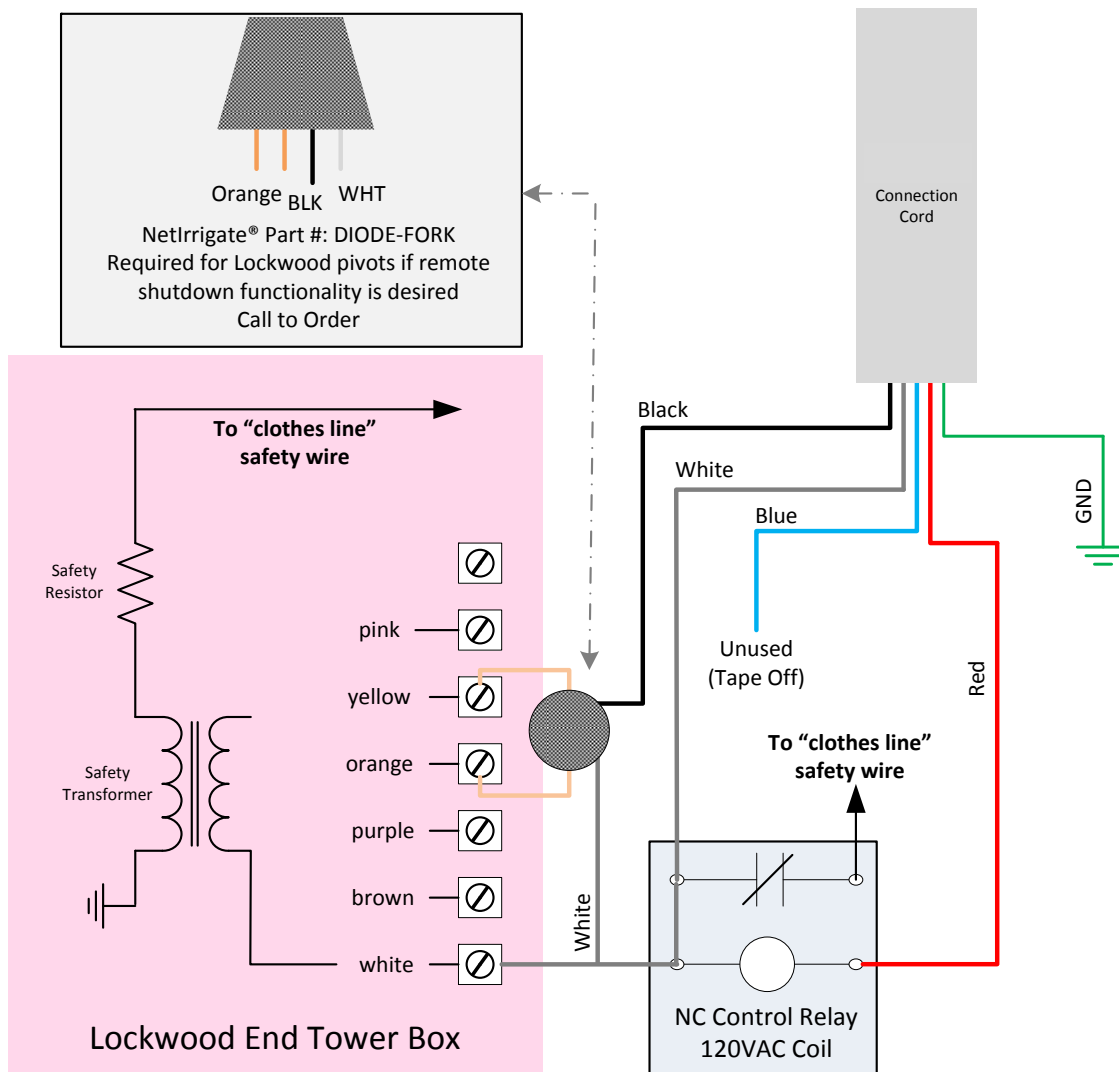 Orange
BLK
WHT
NetIrrigate® Part #: DIODE-FORK
Required for Lockwood pivots if remote
shutdown functionality is desired
Call to Order
Connection
Cord
To “clothes line”
safety wire
Black
White
Blue
GND
Safety
Resistor
pink
Unused
(Tape Off)
Red
yellow
To “clothes line”
safety wire
orange
Safety
Transformer
purple
brown
White
white
Lockwood End Tower Box
NC Control Relay
120VAC Coil